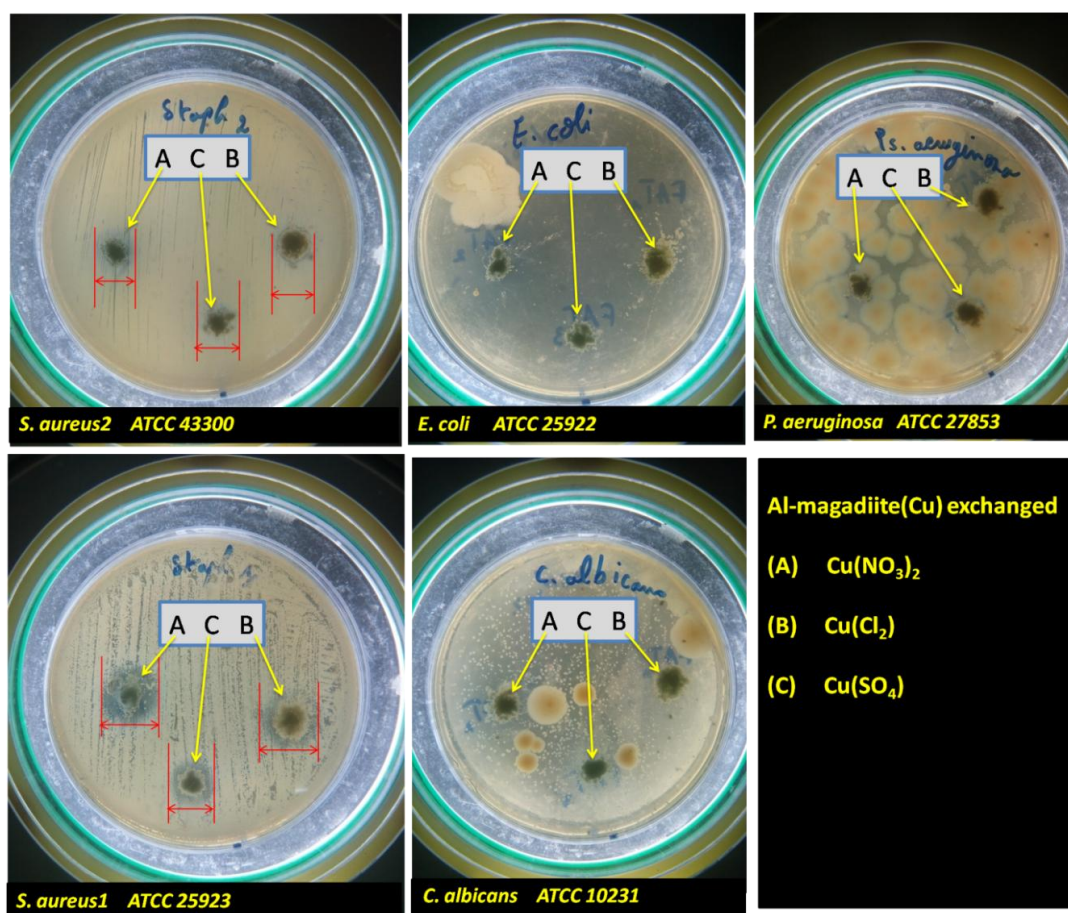 Staph 2
A C B
S. aureus2 ATCC 43300
E. coli
A C B
E. coli ATCC 25922
Ps. aeruginosa
A C B
P. aeruginosa ATCC 27853
Staph 1
A C B
S. aureus1 ATCC 25923
C. albicans
A C B
C. albicans ATCC 10231
Al-magadiite(Cu) exchanged
(A) Cu(NO₃)₂
(B) Cu(Cl₂)
(C) Cu(SO₄)